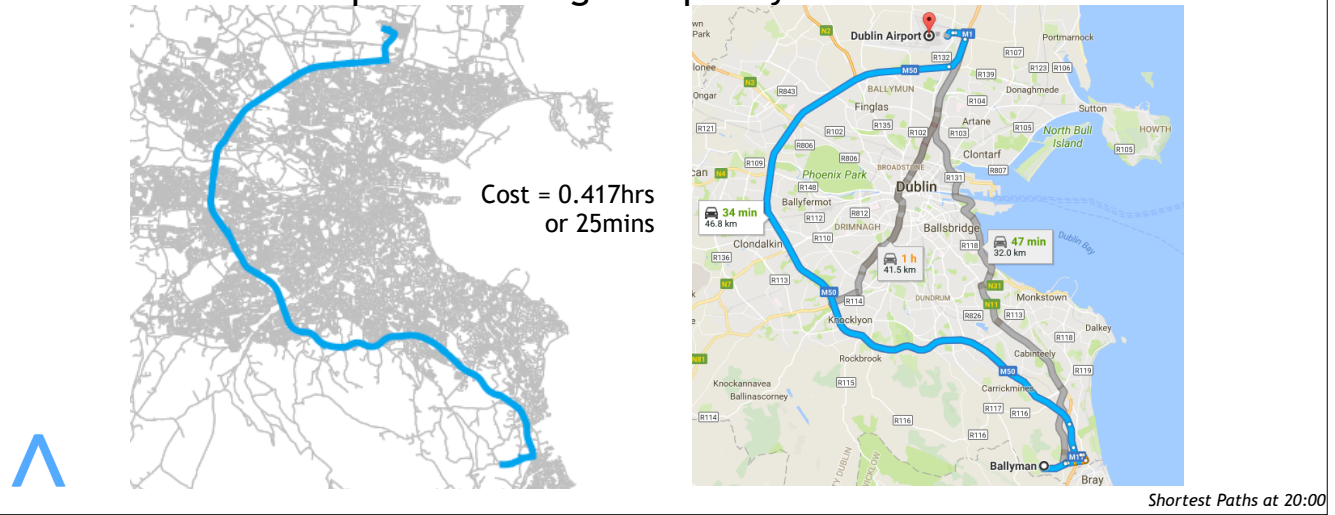 Cost = 0.417hrs
or 25mins
N2
Dublin Airport
M1
Portmarnock
R132
R107
M50
R139
R123
R106
N3
R843
BALLYMUN
Donaghmede
Ongar
Finglas
R104
Sutton
R121
R102
R135
R102
R103
Artane
R105
North Bull
Island
HOWTH
R105
R806
R109
R806
BROADSTONE
Clontarf
R807
N4
Phoenix Park
R131
R148
Dublin
34 min
46.8 km
Ballyfermot
R112
R812
DRIMNAGH
Ballsbridge
Clondalkin
R110
R118
47 min
32.0 km
Dublin Bay
R136
1 h
41.5 km
R113
N7
M50
R114
DUNDRUM
N31
N11
Monkstown
Knocklyon
R826
R113
Dalkey
R118
N81
Rockbrook
Cabinteely
R119
M50
Knockannavea
Ballinascorney
R115
Carrickmines
R114
R117
R116
R116
R116
Ballyman
Bray
Shortest Paths at 20:00